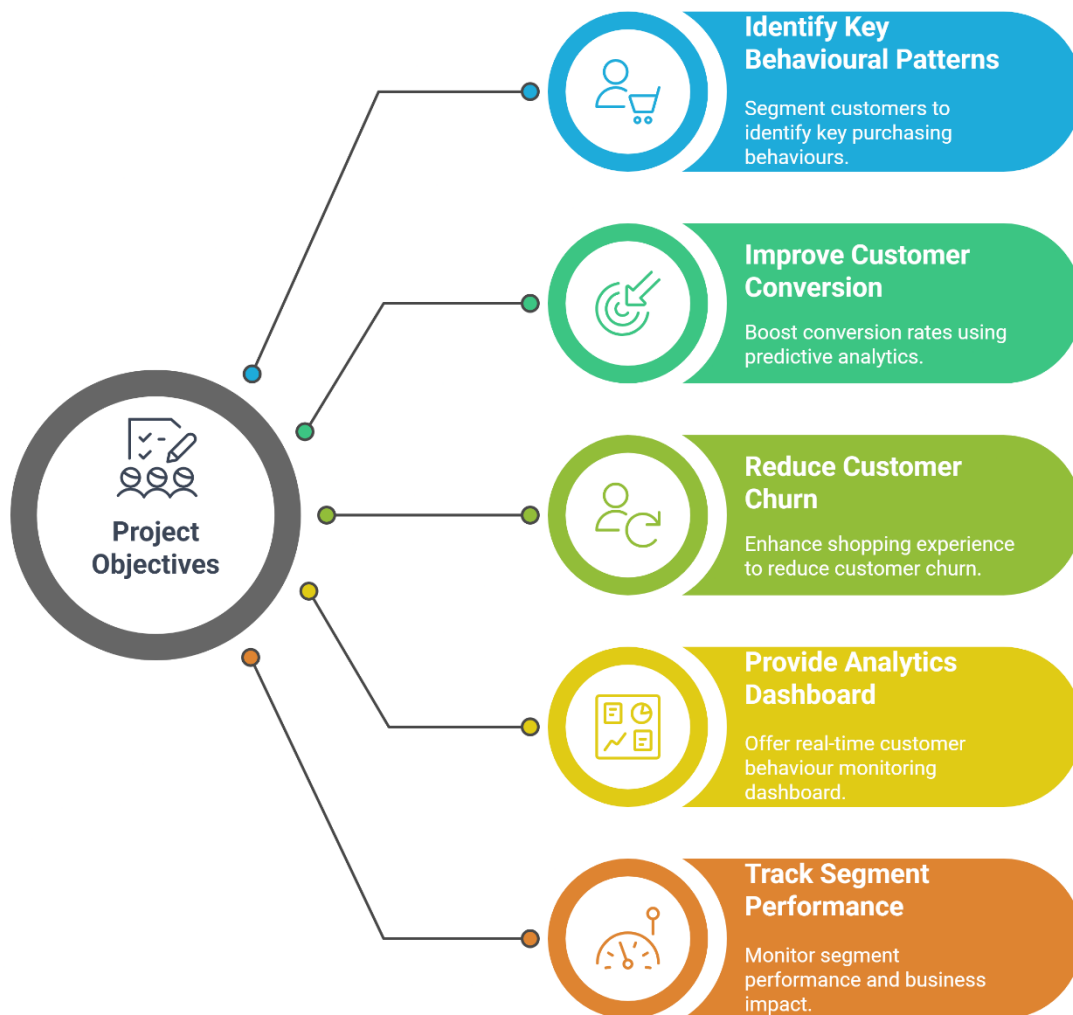 Project
Objectives
Identify Key
Behavioural Patterns
Segment customers to
identify key purchasing
behaviours.
Improve Customer
Conversion
Boost conversion rates using
predictive analytics.
Reduce Customer
Churn
Enhance shopping experience
to reduce customer churn.
Provide Analytics
Dashboard
Offer real-time customer
behaviour monitoring
dashboard.
Track Segment
Performance
Monitor segment
performance and business
impact.